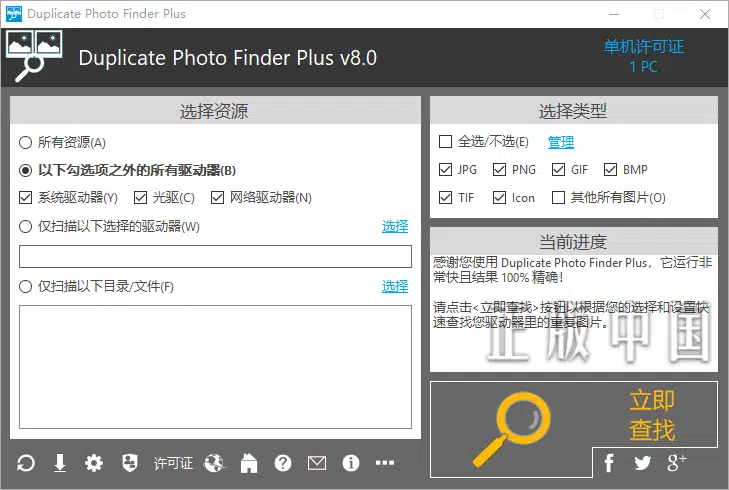 Duplicate Photo Finder Plus
Duplicate Photo Finder Plus v8.0
单机许可证
1 PC
选择资源
所有资源(A)
以下勾选项之外的所有驱动器(B)
系统驱动器(Y) 光驱(C) 网络驱动器(N)
仅扫描以下选择的驱动器(W) 选择
仅扫描以下目录/文件(F) 选择
选择类型
全选/不选(E) 管理
JPG PNG GIF BMP
TIF Icon 其他所有图片(O)
当前进度
感谢您使用 Duplicate Photo Finder Plus，它运行非
常快且结果 100% 精确！
请点击<立即查找>按钮以根据您的选择和设置快
速查找您驱动器里的重复图片。
正版中国
立即
查找
许可证